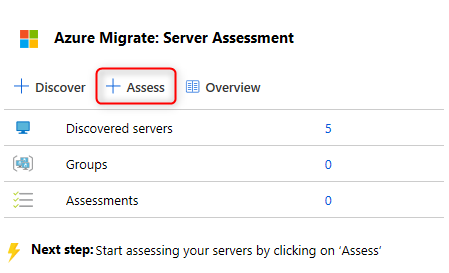 Azure Migrate: Server Assessment
Discover Assess Overview
Discovered servers 5
Groups 0
Assessments 0
Next step: Start assessing your servers by clicking on ‘Assess’